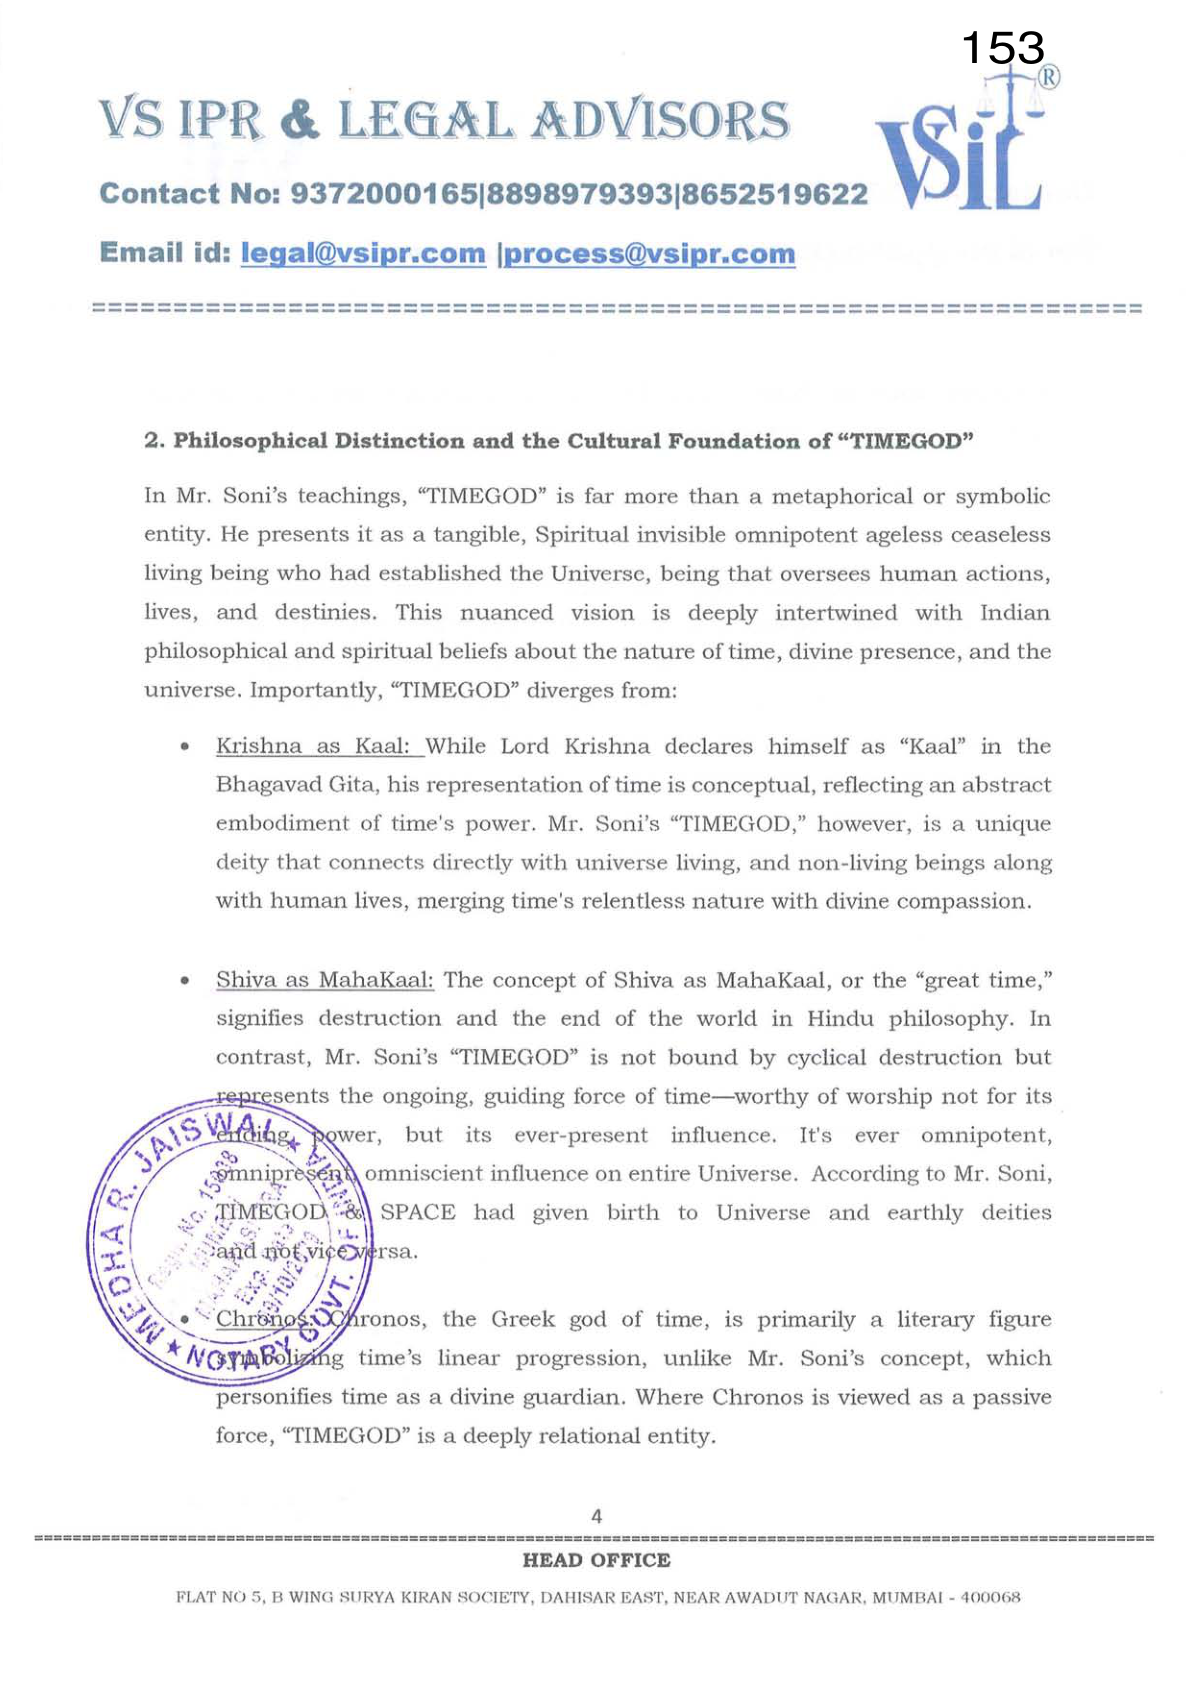 153
VS IPR & LEGAL ADVISORS
VSiL®
Contact No: 9372000165|8898979393|8652519622
Email id: legal@vsipr.com |process@vsipr.com
================================================================
2. Philosophical Distinction and the Cultural Foundation of “TIMEGOD”
In Mr. Soni’s teachings, “TIMEGOD” is far more than a metaphorical or symbolic
entity. He presents it as a tangible, Spiritual invisible omnipotent ageless ceaseless
living being who had established the Universe, being that oversees human actions,
lives, and destinies. This nuanced vision is deeply intertwined with Indian
philosophical and spiritual beliefs about the nature of time, divine presence, and the
universe. Importantly, “TIMEGOD” diverges from:
• Krishna as Kaal: While Lord Krishna declares himself as “Kaal” in the
Bhagavad Gita, his representation of time is conceptual, reflecting an abstract
embodiment of time's power. Mr. Soni’s “TIMEGOD,” however, is a unique
deity that connects directly with universe living, and non-living beings along
with human lives, merging time's relentless nature with divine compassion.
• Shiva as MahaKaal: The concept of Shiva as MahaKaal, or the “great time,”
signifies destruction and the end of the world in Hindu philosophy. In
contrast, Mr. Soni’s “TIMEGOD” is not bound by cyclical destruction but
represents the ongoing, guiding force of time—worthy of worship not for its
ending power, but its ever-present influence. It's ever omnipotent,
omnipresent, omniscient influence on entire Universe. According to Mr. Soni,
TIMEGOD & SPACE had given birth to Universe and earthly deities
and not vice versa.
• Chronos: Chronos, the Greek god of time, is primarily a literary figure
symbolizing time’s linear progression, unlike Mr. Soni’s concept, which
personifies time as a divine guardian. Where Chronos is viewed as a passive
force, “TIMEGOD” is a deeply relational entity.
MEDHA R. JAISWAL
NOTARY GOVT. OF INDIA
4
HEAD OFFICE
FLAT NO 5, B WING SURYA KIRAN SOCIETY, DAHISAR EAST, NEAR AWADUT NAGAR, MUMBAI - 400068